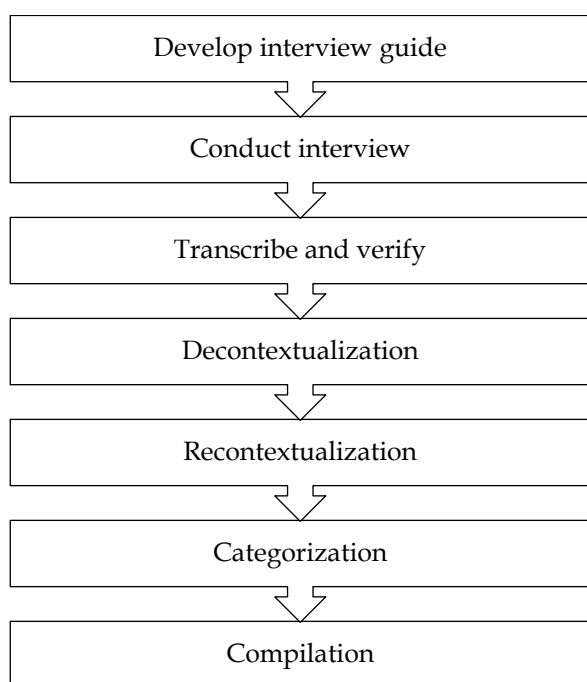 Develop interview guide
Conduct interview
Transcribe and verify
Decontextualization
Recontextualization
Categorization
Compilation